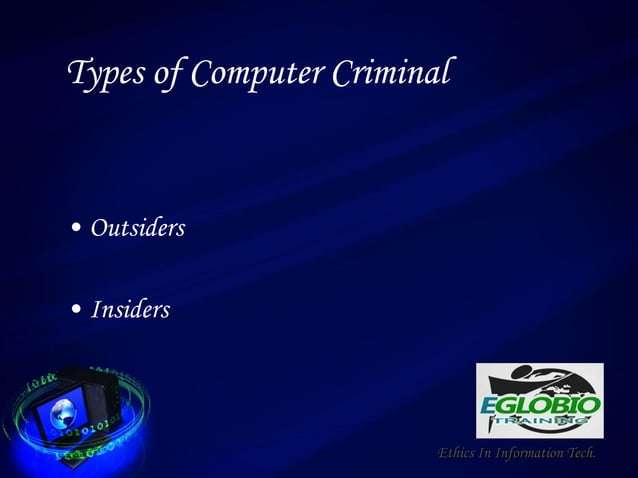 Types of Computer Criminal
• Outsiders
• Insiders
EGLOBIO
TRAINING
Ethics In Information Tech.